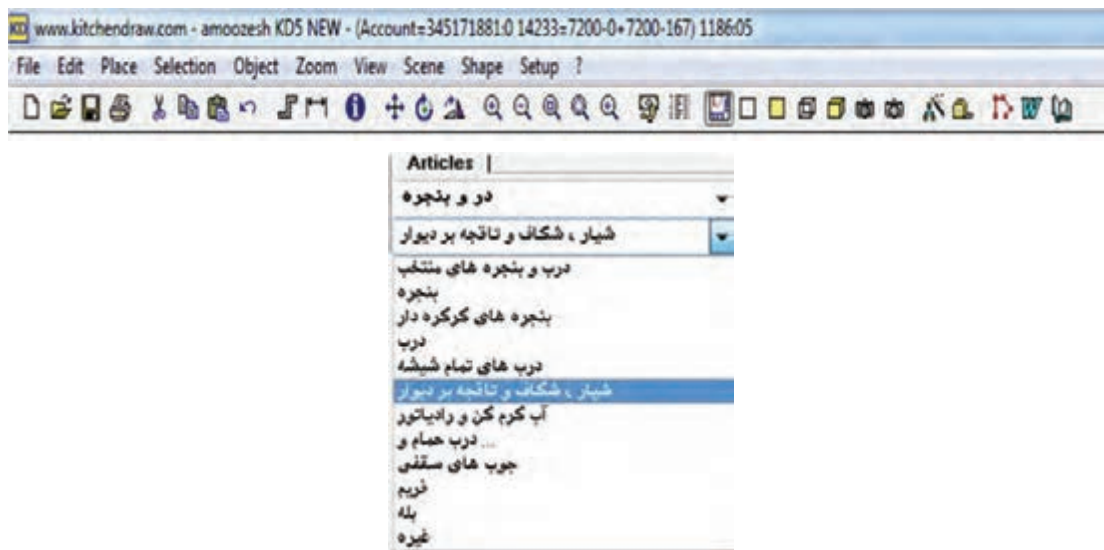 www.kitchendraw.com - amoozesh KD5 NEW - (Account=345171881:0 14233=7200-0+7200-167) 1186:05
File Edit Place Selection Object Zoom View Scene Shape Setup ?
Articles
در و پنجره
شیار ، شکاف و تاقچه بر دیوار
درب و پنجره های منتخب
پنجره
پنجره های کرکره دار
درب
درب های تمام شیشه
شیار ، شکاف و تاقچه بر دیوار
آب گرم کن و رادیاتور
درب حمام و ...
چوب های سقفی
فریم
پله
غیره